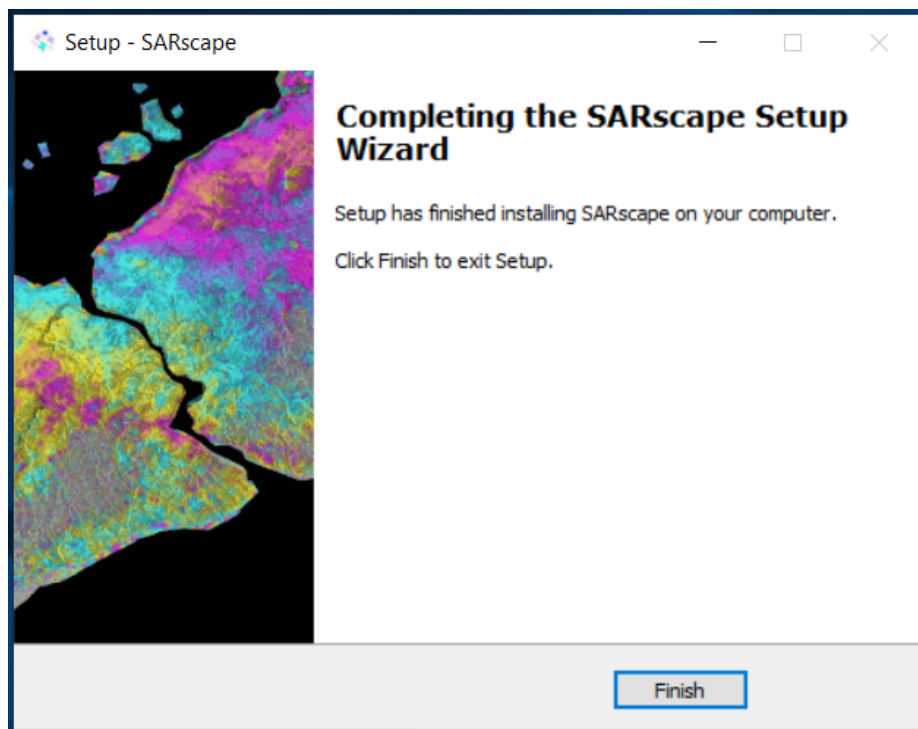 Setup - SARscape
Completing the SARscape Setup
Wizard
Setup has finished installing SARscape on your computer.
Click Finish to exit Setup.
Finish